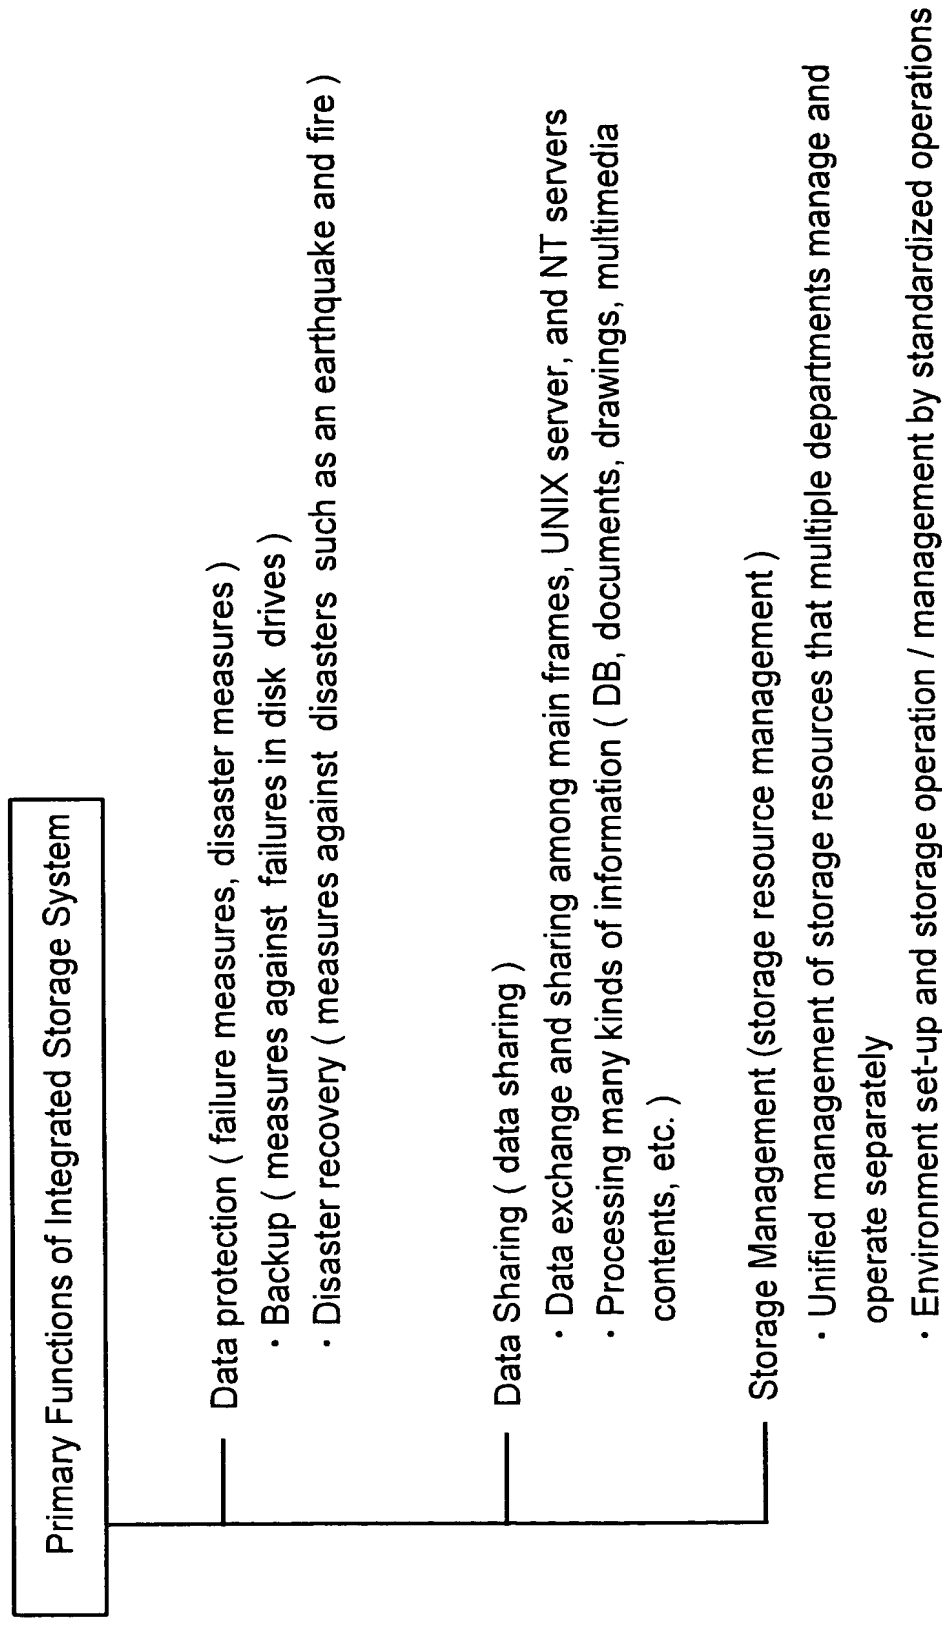 Primary Functions of Integrated Storage System
Data protection ( failure measures, disaster measures )
・Backup ( measures against failures in disk drives )
・Disaster recovery ( measures against disasters such as an earthquake and fire )
Data Sharing ( data sharing )
・Data exchange and sharing among main frames, UNIX server, and NT servers
・Processing many kinds of information ( DB, documents, drawings, multimedia
contents, etc. )
Storage Management (storage resource management )
・Unified management of storage resources that multiple departments manage and
operate separately
・Environment set-up and storage operation / management by standardized operations